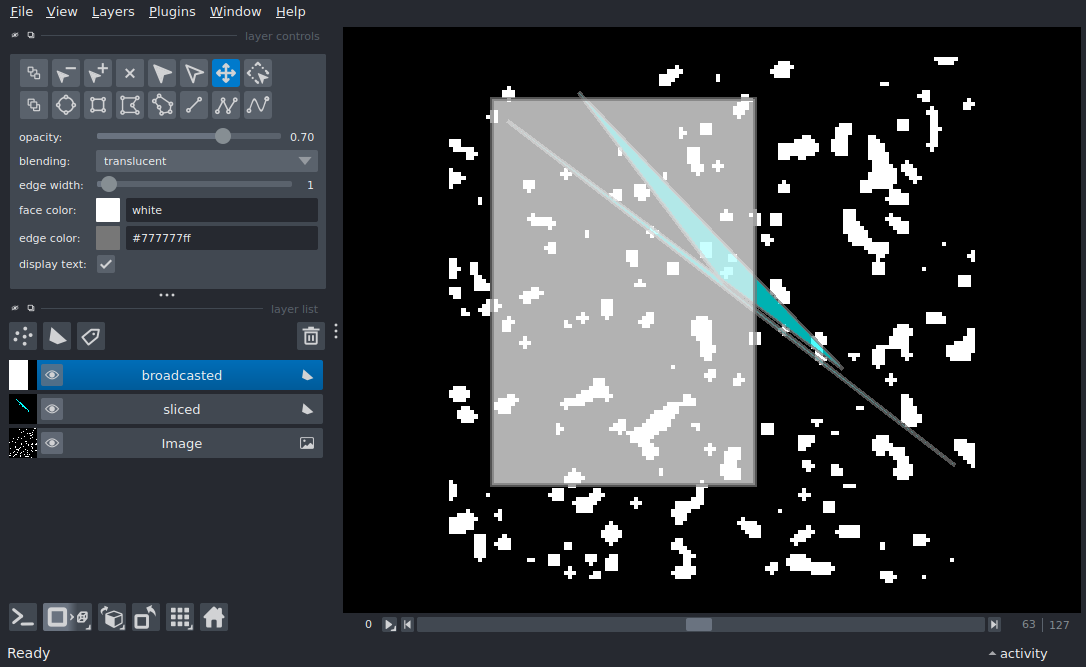 File View Layers Plugins Window Help
layer controls
opacity: 0.70
blending: translucent
edge width: 1
face color: white
edge color: #777777ff
display text:
layer list
broadcasted
sliced
Image
0 63 127
Ready activity